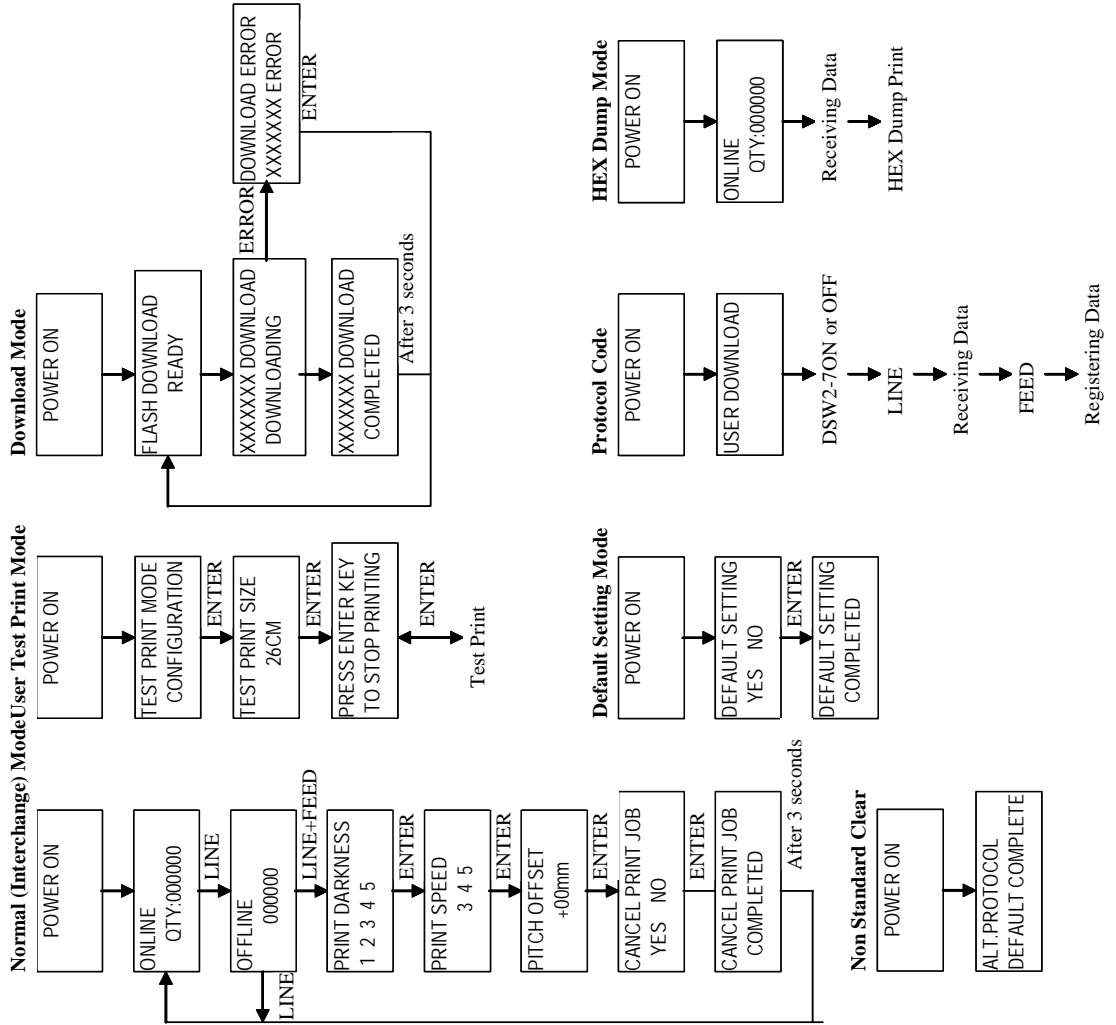 Normal (Interchange) Mode
POWER ON
ONLINE
QTY:000000
LINE
OFFLINE
000000
LINE
LINE+FEED
PRINT DARKNESS
1 2 3 4 5
ENTER
PRINT SPEED
3 4 5
ENTER
PITCH OFFSET
+00mm
ENTER
CANCEL PRINT JOB
YES NO
ENTER
CANCEL PRINT JOB
COMPLETED
After 3 seconds
User Test Print Mode
POWER ON
TEST PRINT MODE
CONFIGURATION
ENTER
TEST PRINT SIZE
26CM
ENTER
PRESS ENTER KEY
TO STOP PRINTING
ENTER
Test Print
Download Mode
POWER ON
FLASH DOWNLOAD
READY
XXXXXXX DOWNLOAD
DOWNLOADING
ERROR
DOWNLOAD ERROR
XXXXXXX ERROR
ENTER
XXXXXXX DOWNLOAD
COMPLETED
After 3 seconds
Non Standard Clear
POWER ON
ALT.PROTOCOL
DEFAULT COMPLETE
Default Setting Mode
POWER ON
DEFAULT SETTING
YES NO
ENTER
DEFAULT SETTING
COMPLETED
Protocol Code
POWER ON
USER DOWNLOAD
DSW2-7ON or OFF
LINE
Receiving Data
FEED
Registering Data
HEX Dump Mode
POWER ON
ONLINE
QTY:000000
Receiving Data
HEX Dump Print